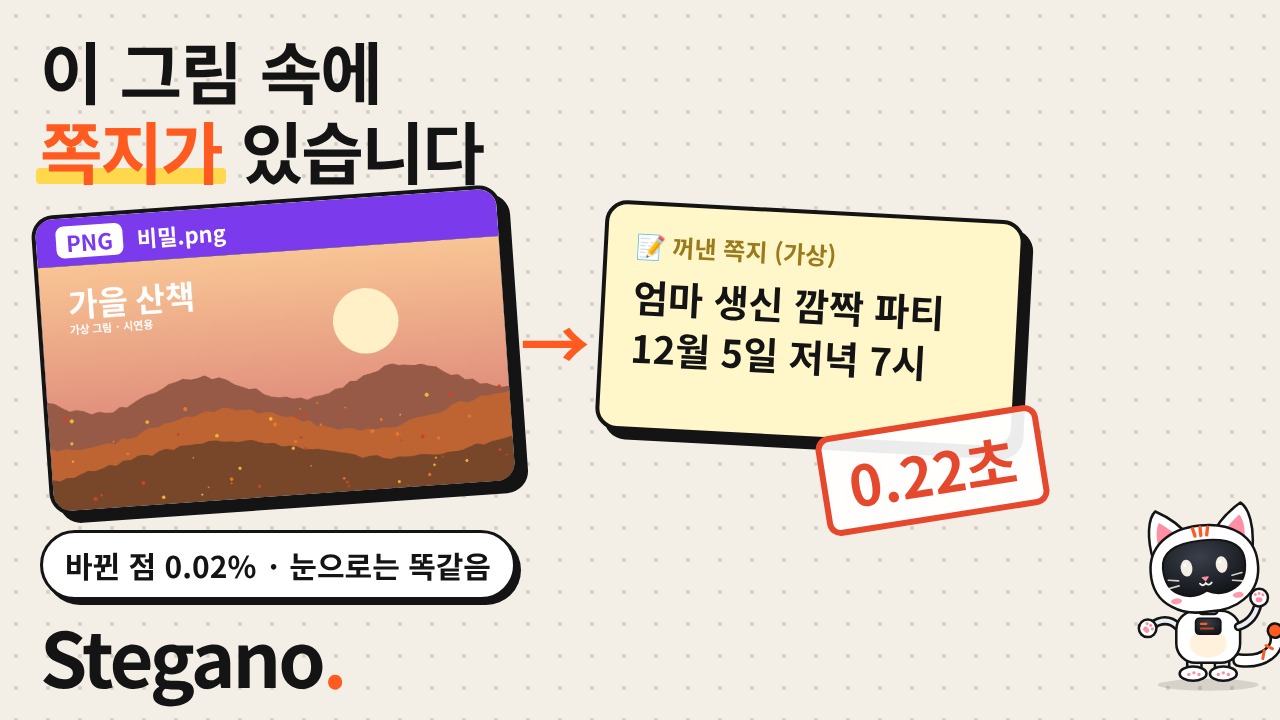 이 그림 속에
쪽지가 있습니다
PNG 비밀.png
가을 산책
가상 그림 · 시연용
📝 꺼낸 쪽지 (가상)
엄마 생신 깜짝 파티
12월 5일 저녁 7시
0.22초
바뀐 점 0.02% · 눈으로는 똑같음
Stegano.